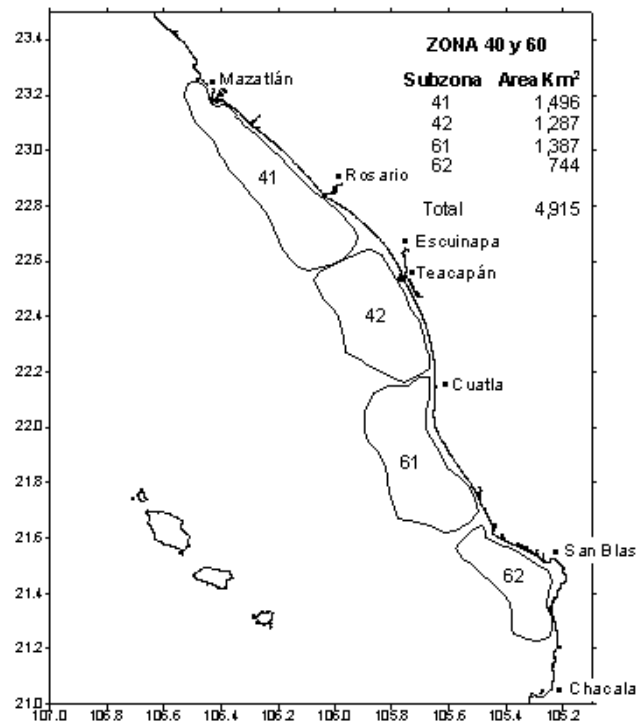 ZONA 40 y 60
Subzona Area Km²
41 1,496
42 1,287
61 1,387
62 744
Total 4,915
23.4
23.2
23.0
22.8
22.6
22.4
22.2
22.0
21.8
21.6
21.4
21.2
21.0
Mazatlán
Rosario
Escuinapa
Teacapán
Cuatla
San Blas
Chacala
41
42
61
62
107.0 106.8 106.6 106.4 106.2 106.0 105.8 105.6 105.4 105.2